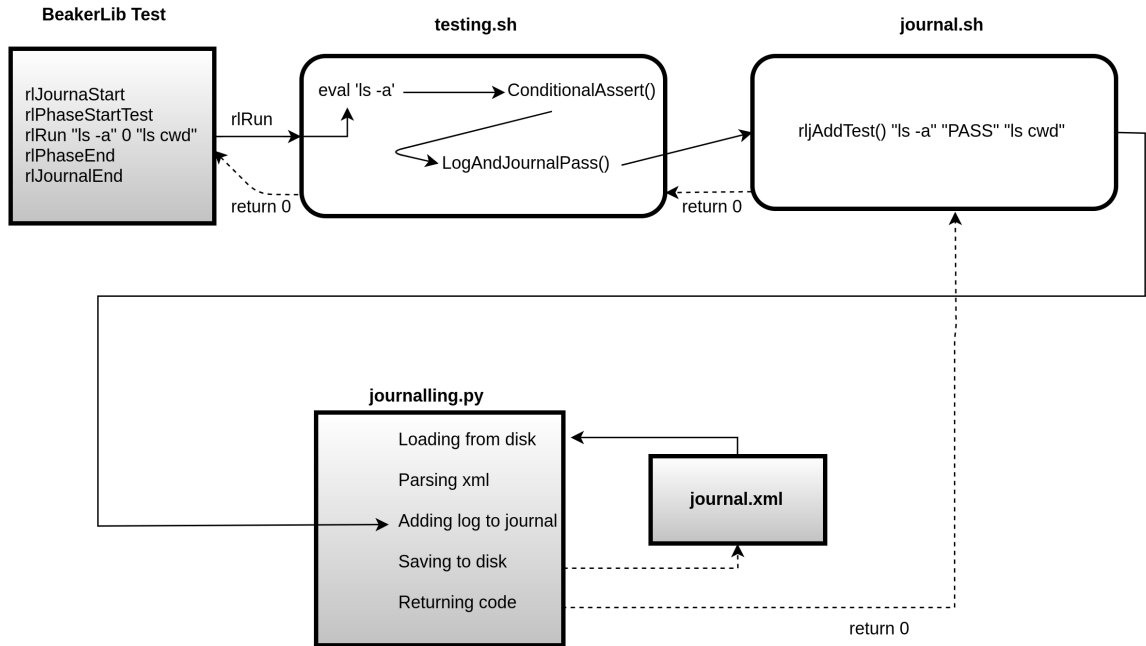 BeakerLib Test
rlJournaStart
rlPhaseStartTest
rlRun "ls -a" 0 "ls cwd"
rlPhaseEnd
rlJournalEnd
rlRun
return 0
testing.sh
eval 'ls -a'
ConditionalAssert()
LogAndJournalPass()
return 0
journal.sh
rljAddTest() "ls -a" "PASS" "ls cwd"
journalling.py
Loading from disk
Parsing xml
Adding log to journal
Saving to disk
Returning code
journal.xml
return 0